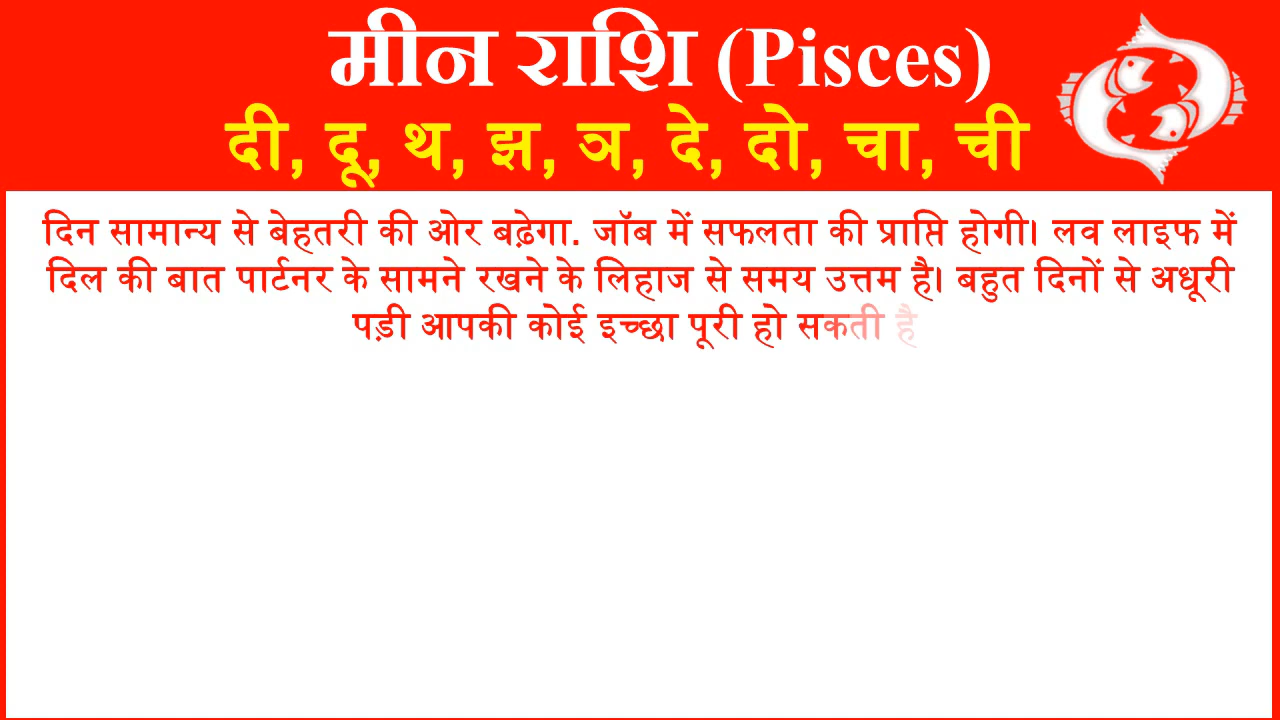 मीन राशि (Pisces)
दी, दू, थ, झ, ञ, दे, दो, चा, ची
दिन सामान्य से बेहतरी की ओर बढ़ेगा. जॉब में सफलता की प्राप्ति होगी। लव लाइफ में
दिल की बात पार्टनर के सामने रखने के लिहाज से समय उत्तम है। बहुत दिनों से अधूरी
पड़ी आपकी कोई इच्छा पूरी हो सकती है